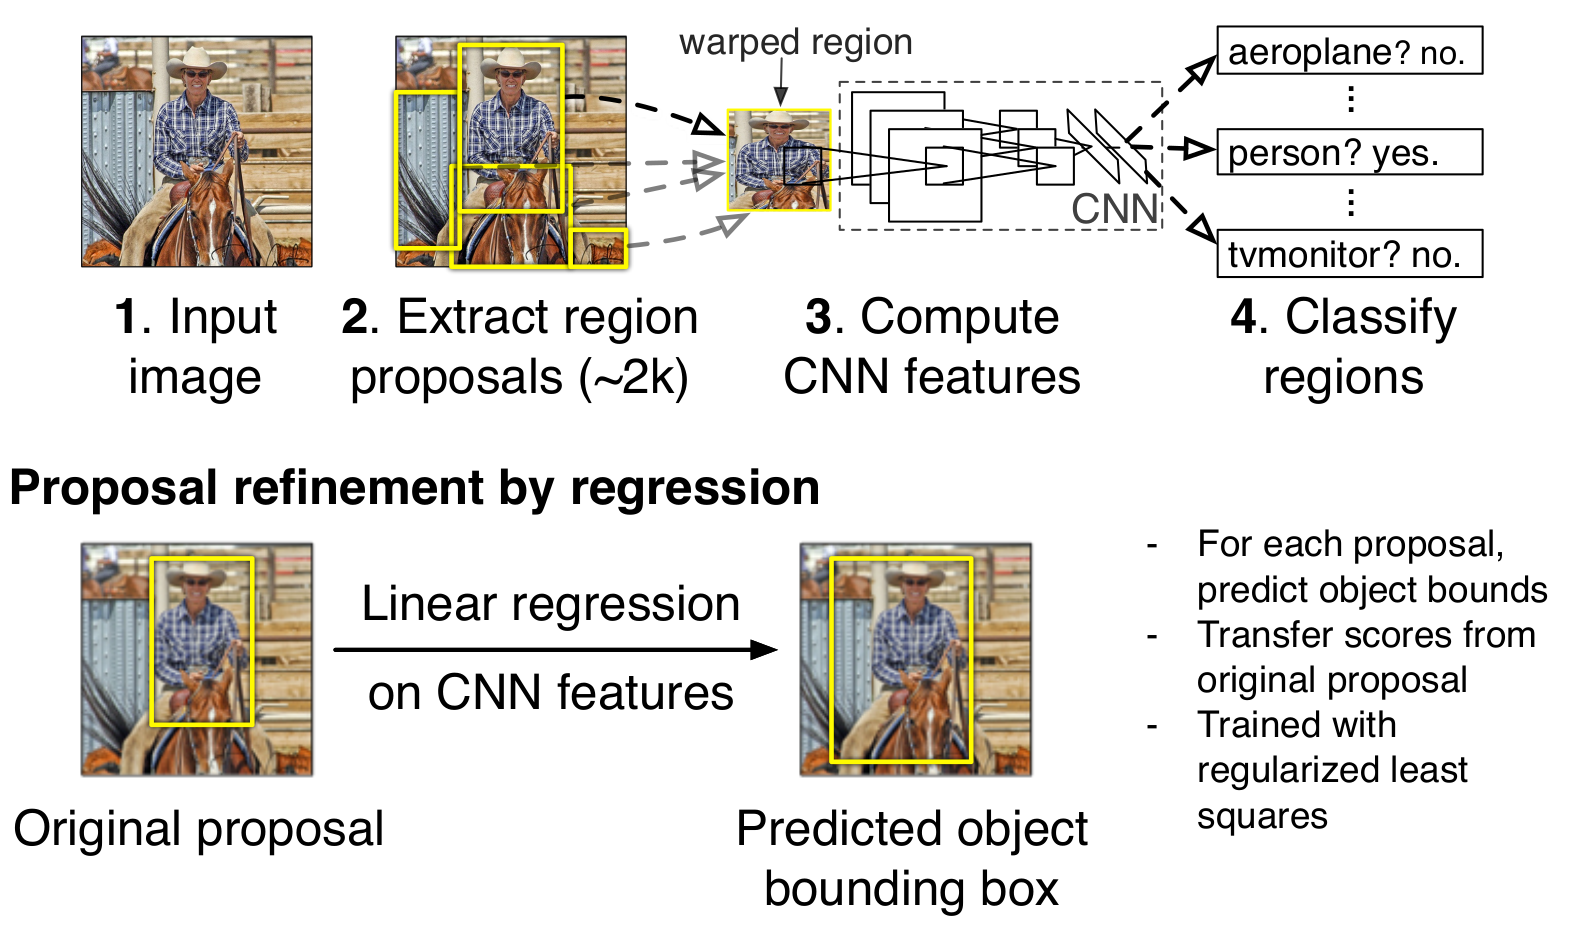 warped region
aeroplane? no.
person? yes.
tvmonitor? no.
CNN
1. Input
image
2. Extract region
proposals (~2k)
3. Compute
CNN features
4. Classify
regions
Proposal refinement by regression
Linear regression
on CNN features
Original proposal
Predicted object
bounding box
- For each proposal,
predict object bounds
- Transfer scores from
original proposal
- Trained with
regularized least
squares